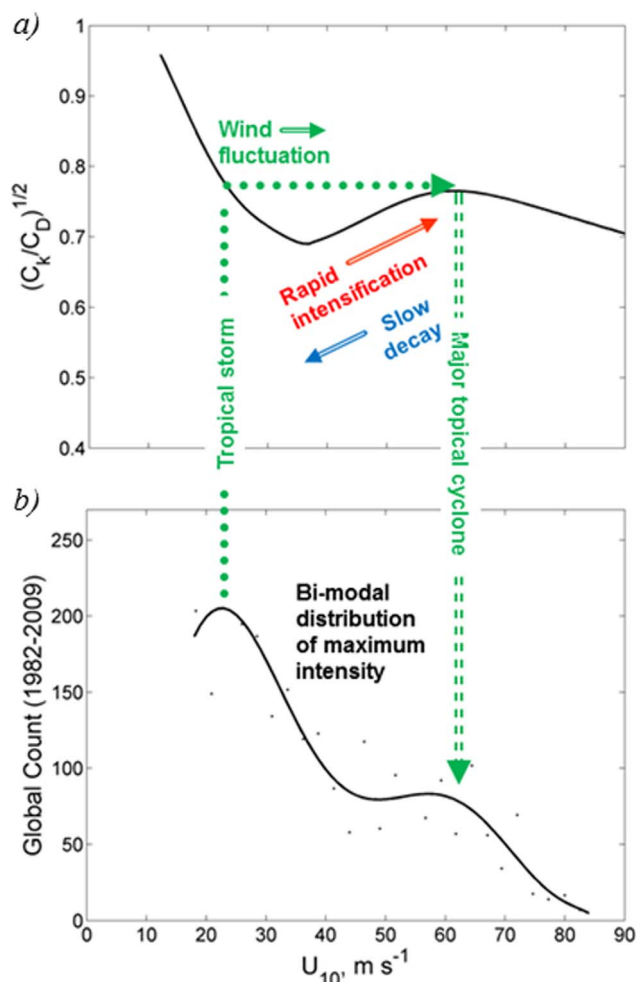 a)
1
0.9
0.8
0.7
0.6
0.5
0.4
(C_k/C_D)^1/2
Wind
fluctuation
Rapid
intensification
Slow
decay
Tropical storm
Major topical cyclone
b)
250
200
150
100
50
0
Global Count (1982-2009)
Bi-modal
distribution
of maximum
intensity
0 10 20 30 40 50 60 70 80 90
U_10, m s^-1